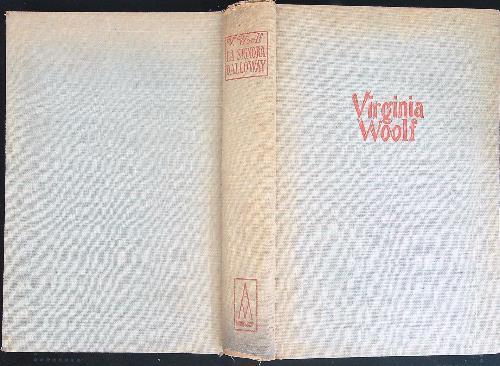 V. Woolf
LA SIGNORA
DALLOWAY
Virginia
Woolf